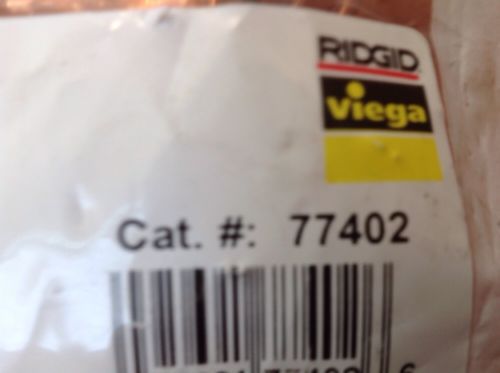 RIDGID
Viega
Cat. #: 77402